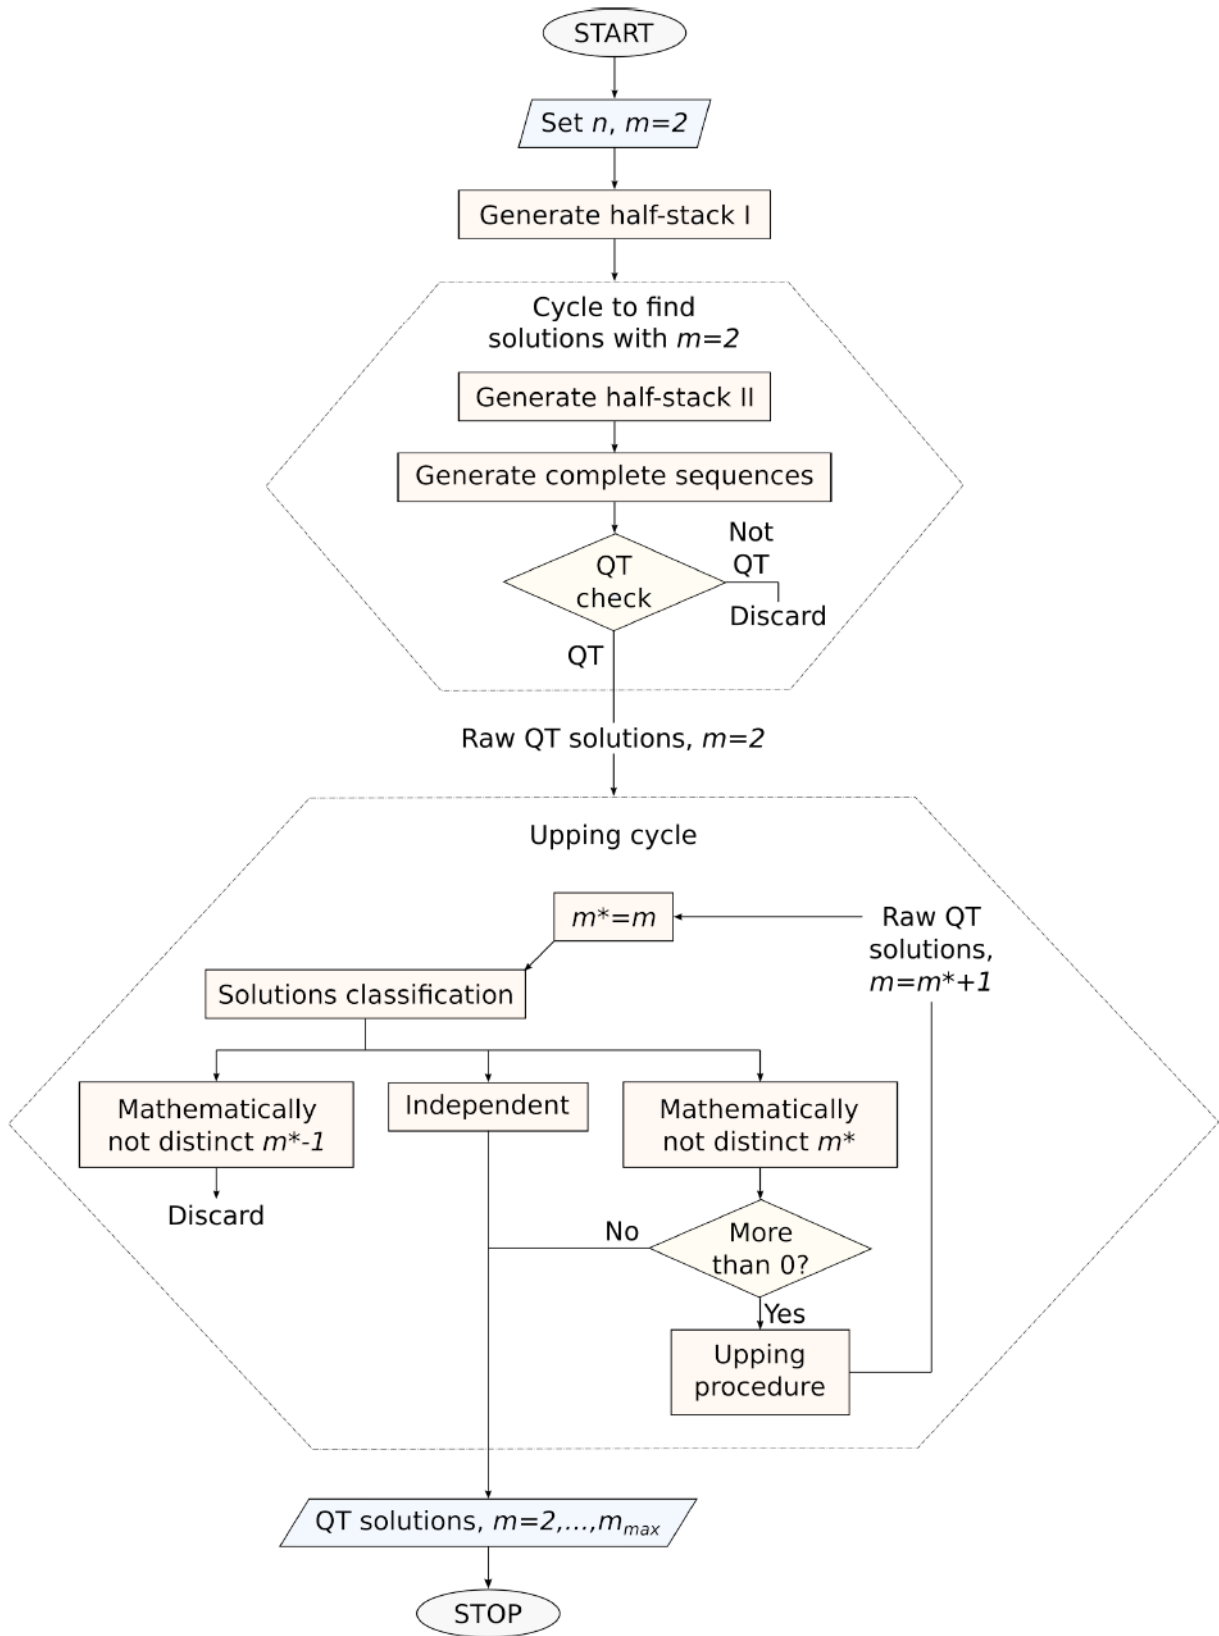 START
Set n, m=2
Generate half-stack I
Cycle to find
solutions with m=2
Generate half-stack II
Generate complete sequences
QT
check
Not
QT
Discard
QT
Raw QT solutions, m=2
Upping cycle
m*=m
Raw QT
solutions,
m=m*+1
Solutions classification
Mathematically
not distinct m*-1
Independent
Mathematically
not distinct m*
Discard
No
More
than 0?
Yes
Upping
procedure
QT solutions, m=2,...,mmax
STOP